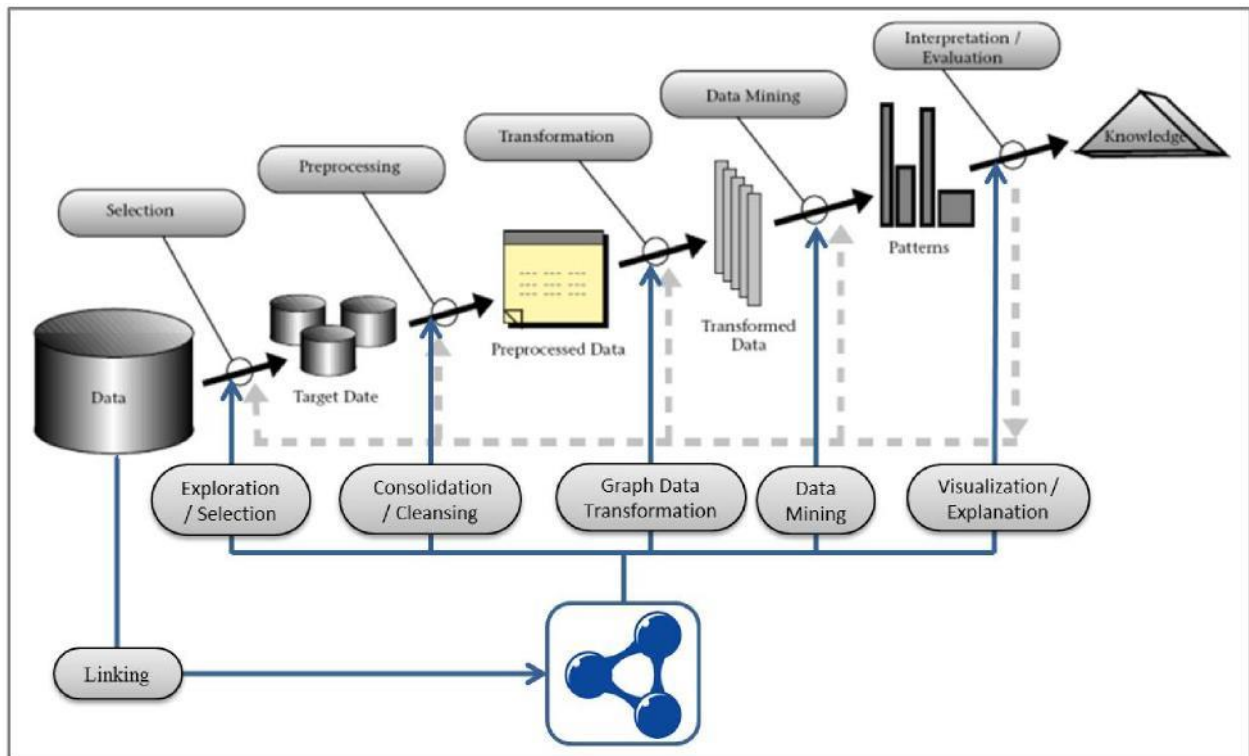 Interpretation /
Evaluation
Data Mining
Knowledge
Transformation
Preprocessing
Patterns
Selection
Transformed
Data
Preprocessed Data
Data
Target Date
Exploration
/ Selection
Consolidation
/ Cleansing
Graph Data
Transformation
Data
Mining
Visualization /
Explanation
Linking